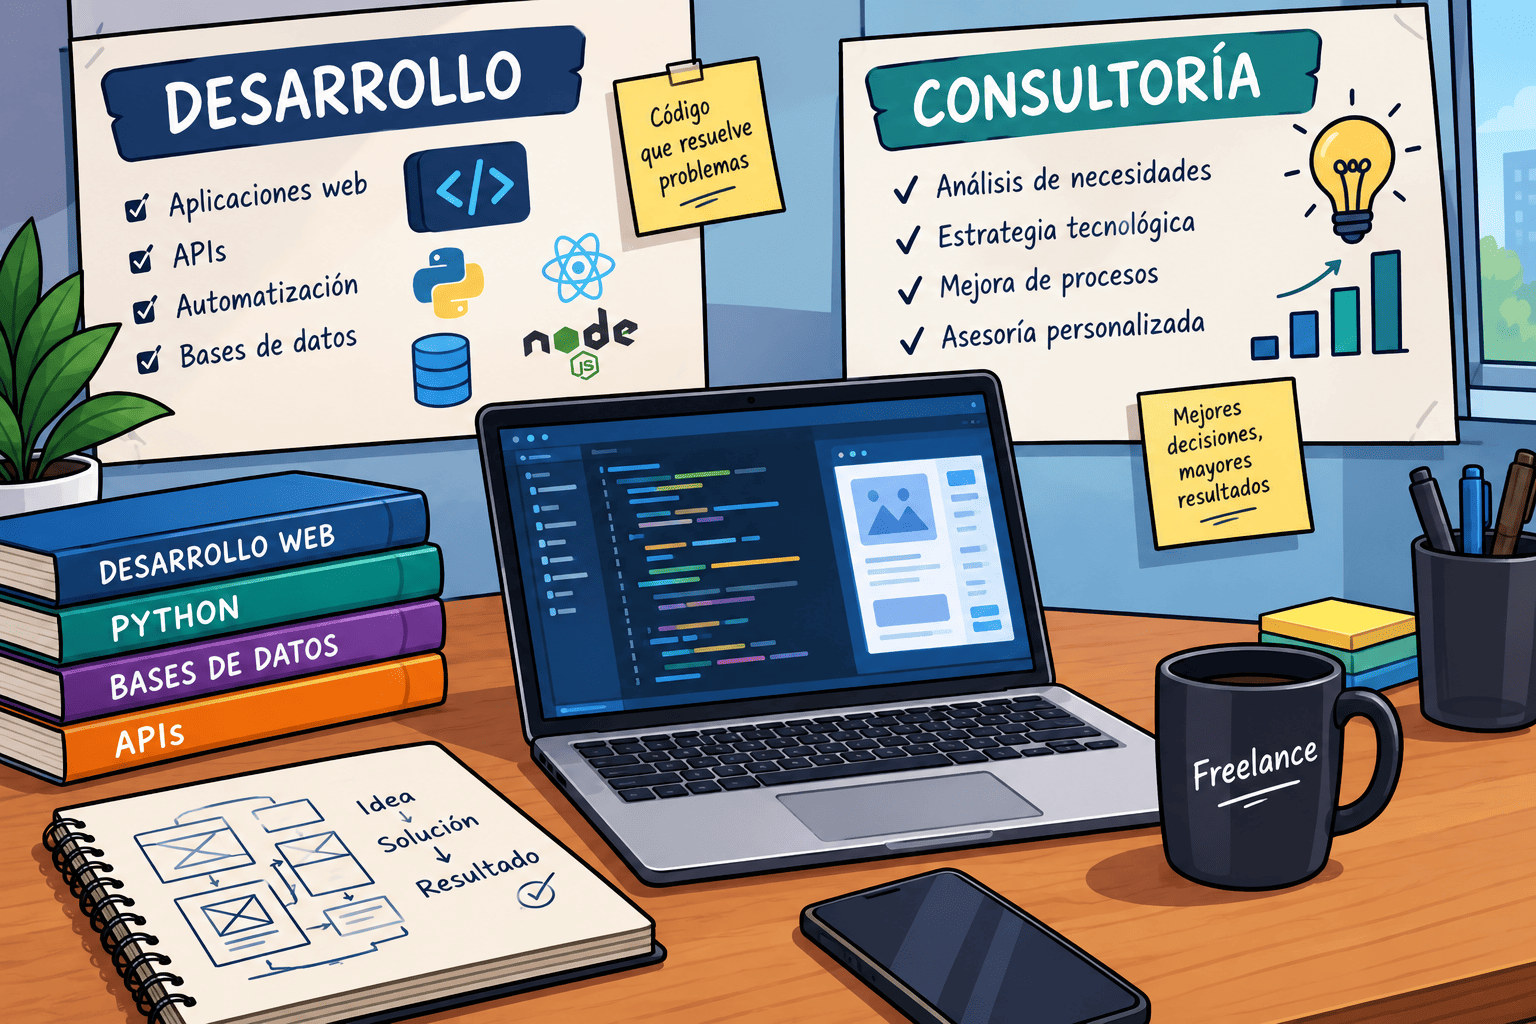 DESARROLLO
Aplicaciones web
APIs
Automatización
Bases de datos
</>
node
JS
Código
que resuelve
problemas
CONSULTORÍA
Análisis de necesidades
Estrategia tecnológica
Mejora de procesos
Asesoría personalizada
Mejores
decisiones,
mayores
resultados
DESARROLLO WEB
PYTHON
BASES DE DATOS
APIs
Idea
Solución
Resultado
Freelance